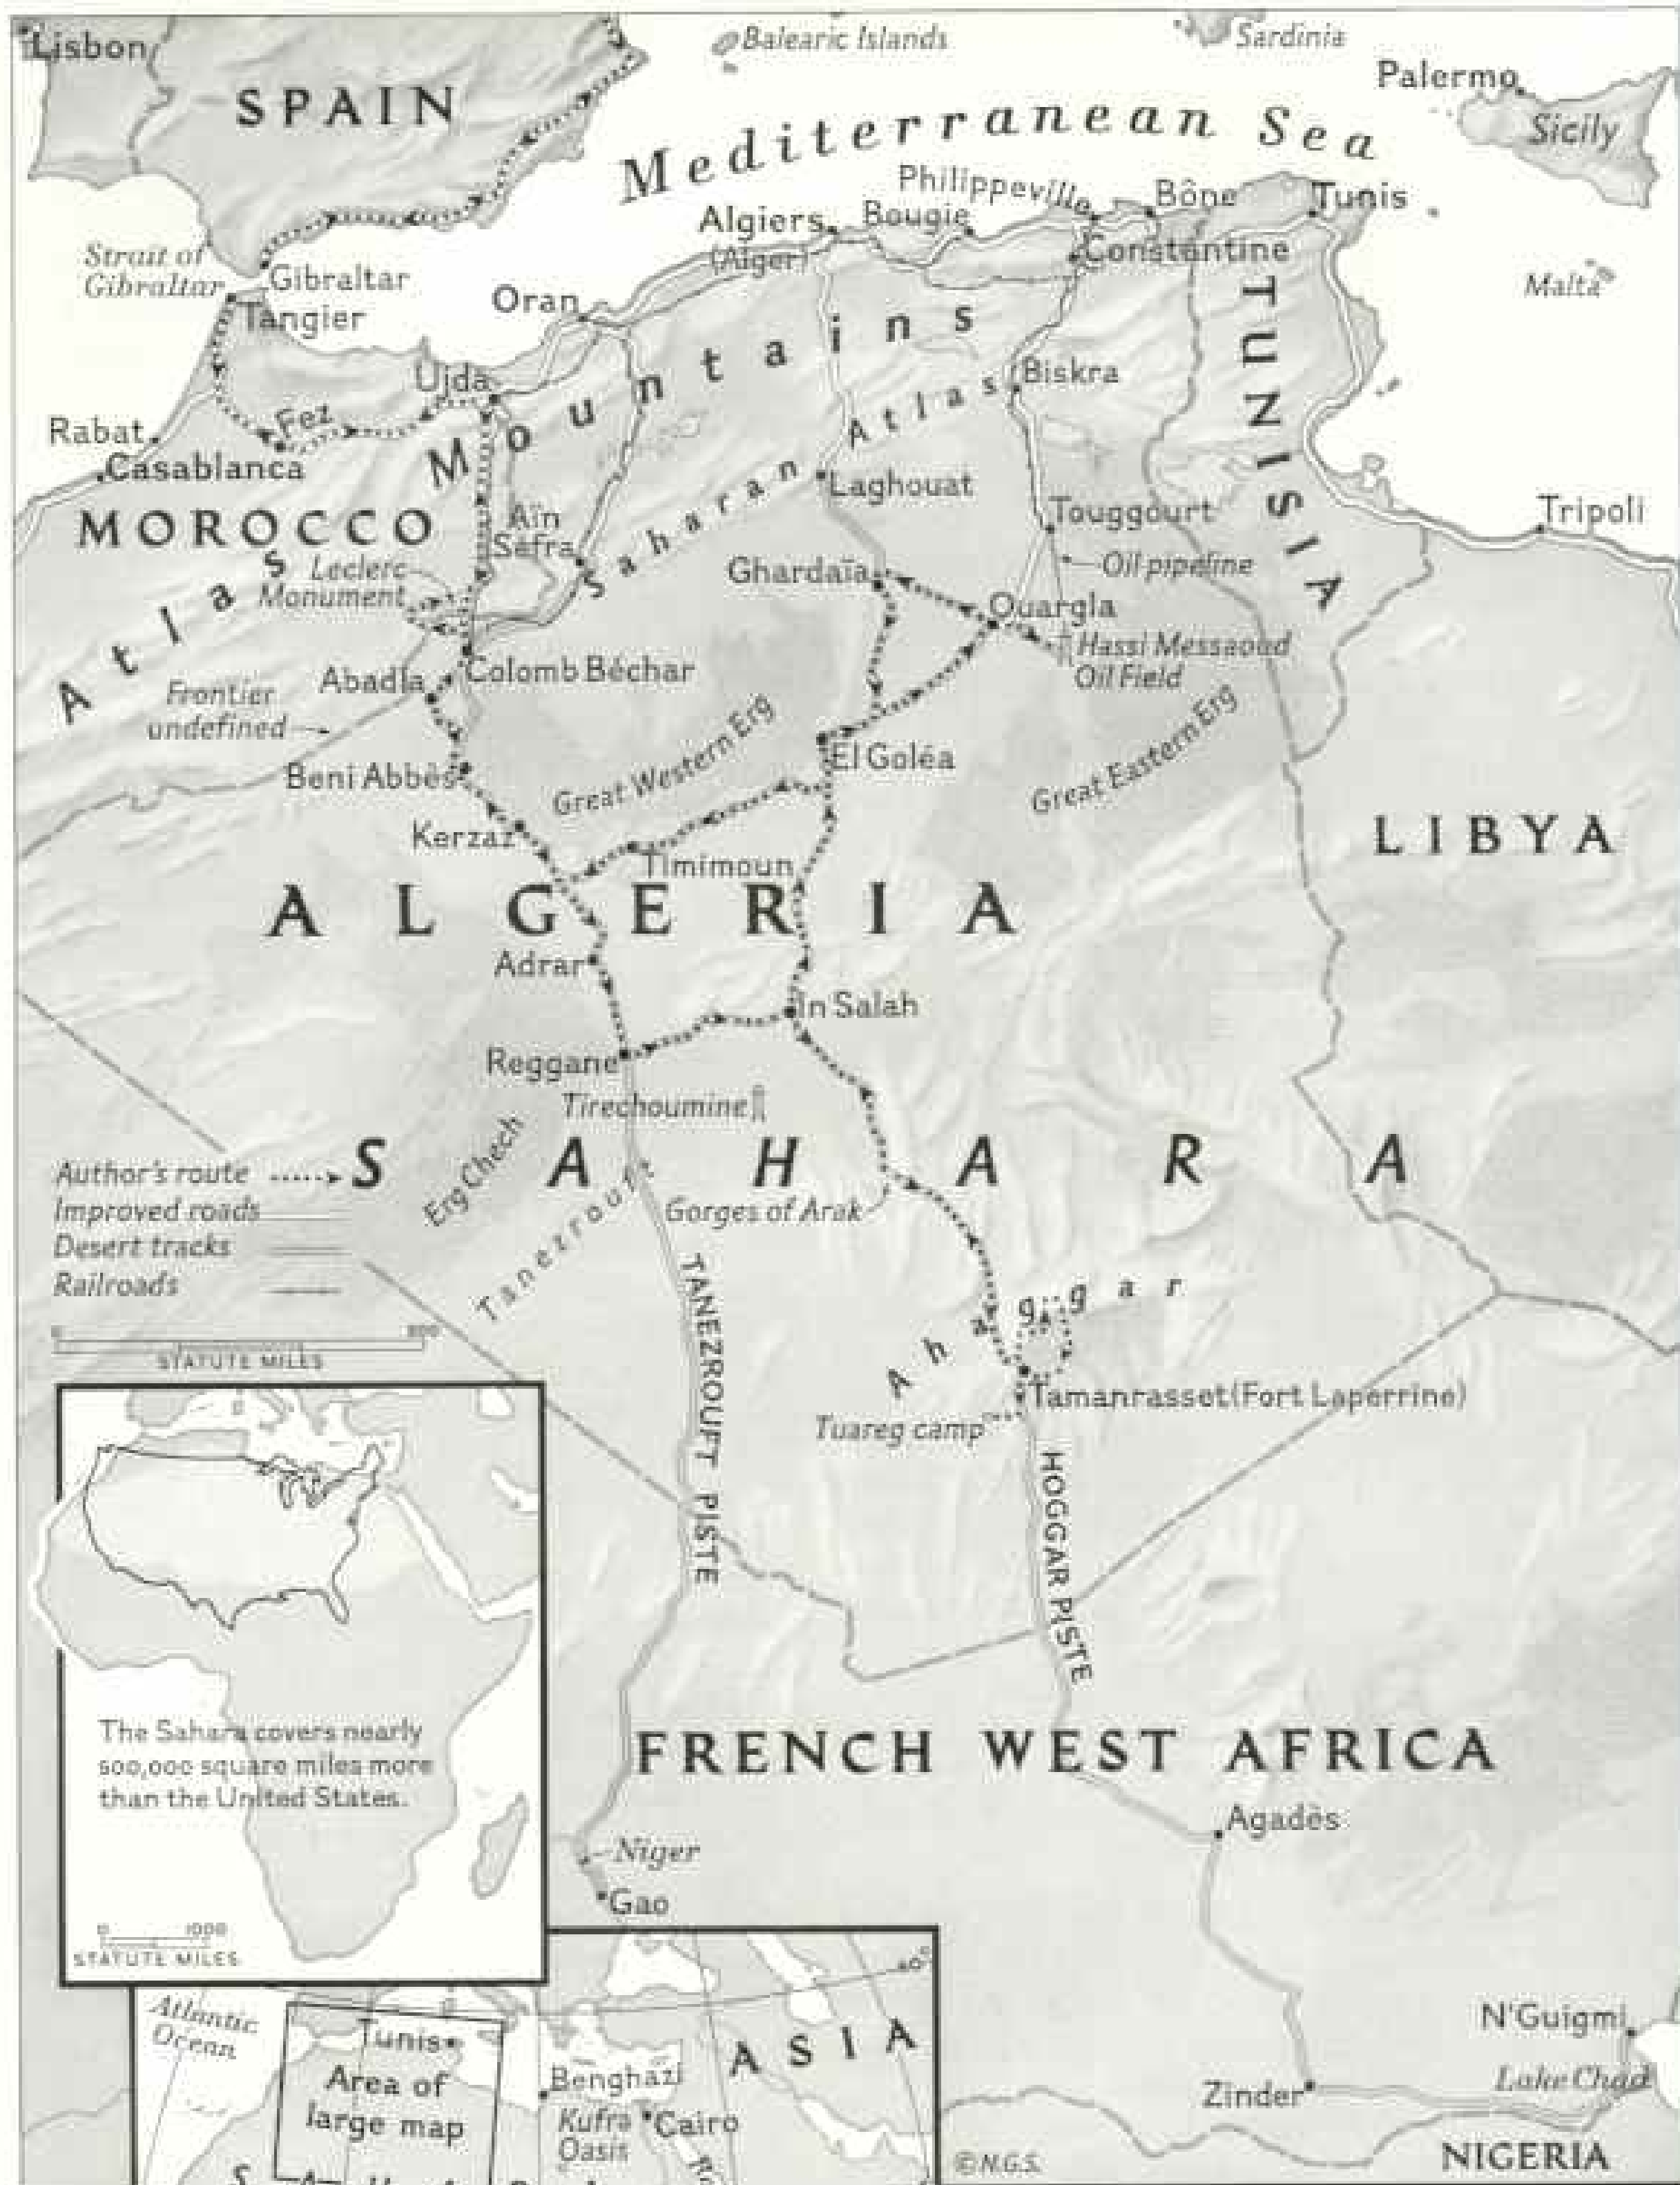 Lisbon
Balearic Islands
Sardinia
SPAIN
Palermo
Sicily
Mediterranean Sea
Philippeville
Bône
Tunis
Algiers
(Alger)
Bougie
Constantine
Strait of
Gibraltar
Gibraltar
Tangier
Malta
Oran
TUNISIA
Ujda
Biskra
Fez
Rabat
Casablanca
Atlas Mountains
Saharan Atlas
Laghouat
MOROCCO
Aïn
Sefra
Touggourt
Tripoli
Leclerc
Monument
Ghardaïa
Oil pipeline
Ouargla
Hassi Messaoud
Oil Field
Colomb Béchar
Abadla
Frontier
undefined
Great Western Erg
Great Eastern Erg
El Goléa
Beni Abbès
Kerzaz
LIBYA
Timimoun
ALGERIA
Adrar
In Salah
Reggane
Tirechoumine
SAHARA
Erg Chech
Tanezrouft
Gorges of Arak
Author's route
Improved roads
Desert tracks
Railroads
0 200
STATUTE MILES
TANEZROUFT PISTE
Ahaggar
Tamanrasset (Fort Laperrine)
Tuareg camp
HOGGAR PISTE
The Sahara covers nearly
500,000 square miles more
than the United States.
0 1000
STATUTE MILES
FRENCH WEST AFRICA
Agadès
Niger
Gao
N'Guigmi
Lake Chad
Zinder
NIGERIA
©N.G.S.
40°
Atlantic
Ocean
Tunis
ASIA
Area of
large map
Benghazi
Kufra
Oasis
Cairo